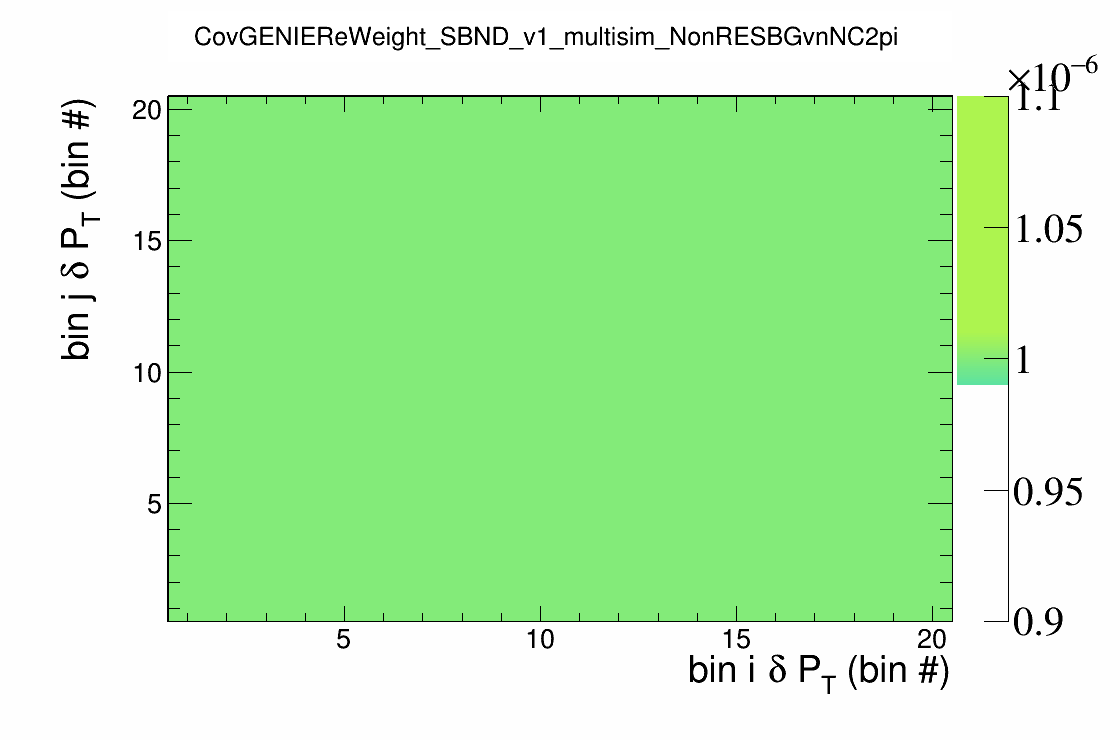 CovGENIEReWeight_SBND_v1_multisim_NonRESBGvnNC2pi
×10⁻⁶
1.1
1.05
1
0.95
0.9
20
15
10
5
bin j δ P_T (bin #)
5 10 15 20
bin i δ P_T (bin #)